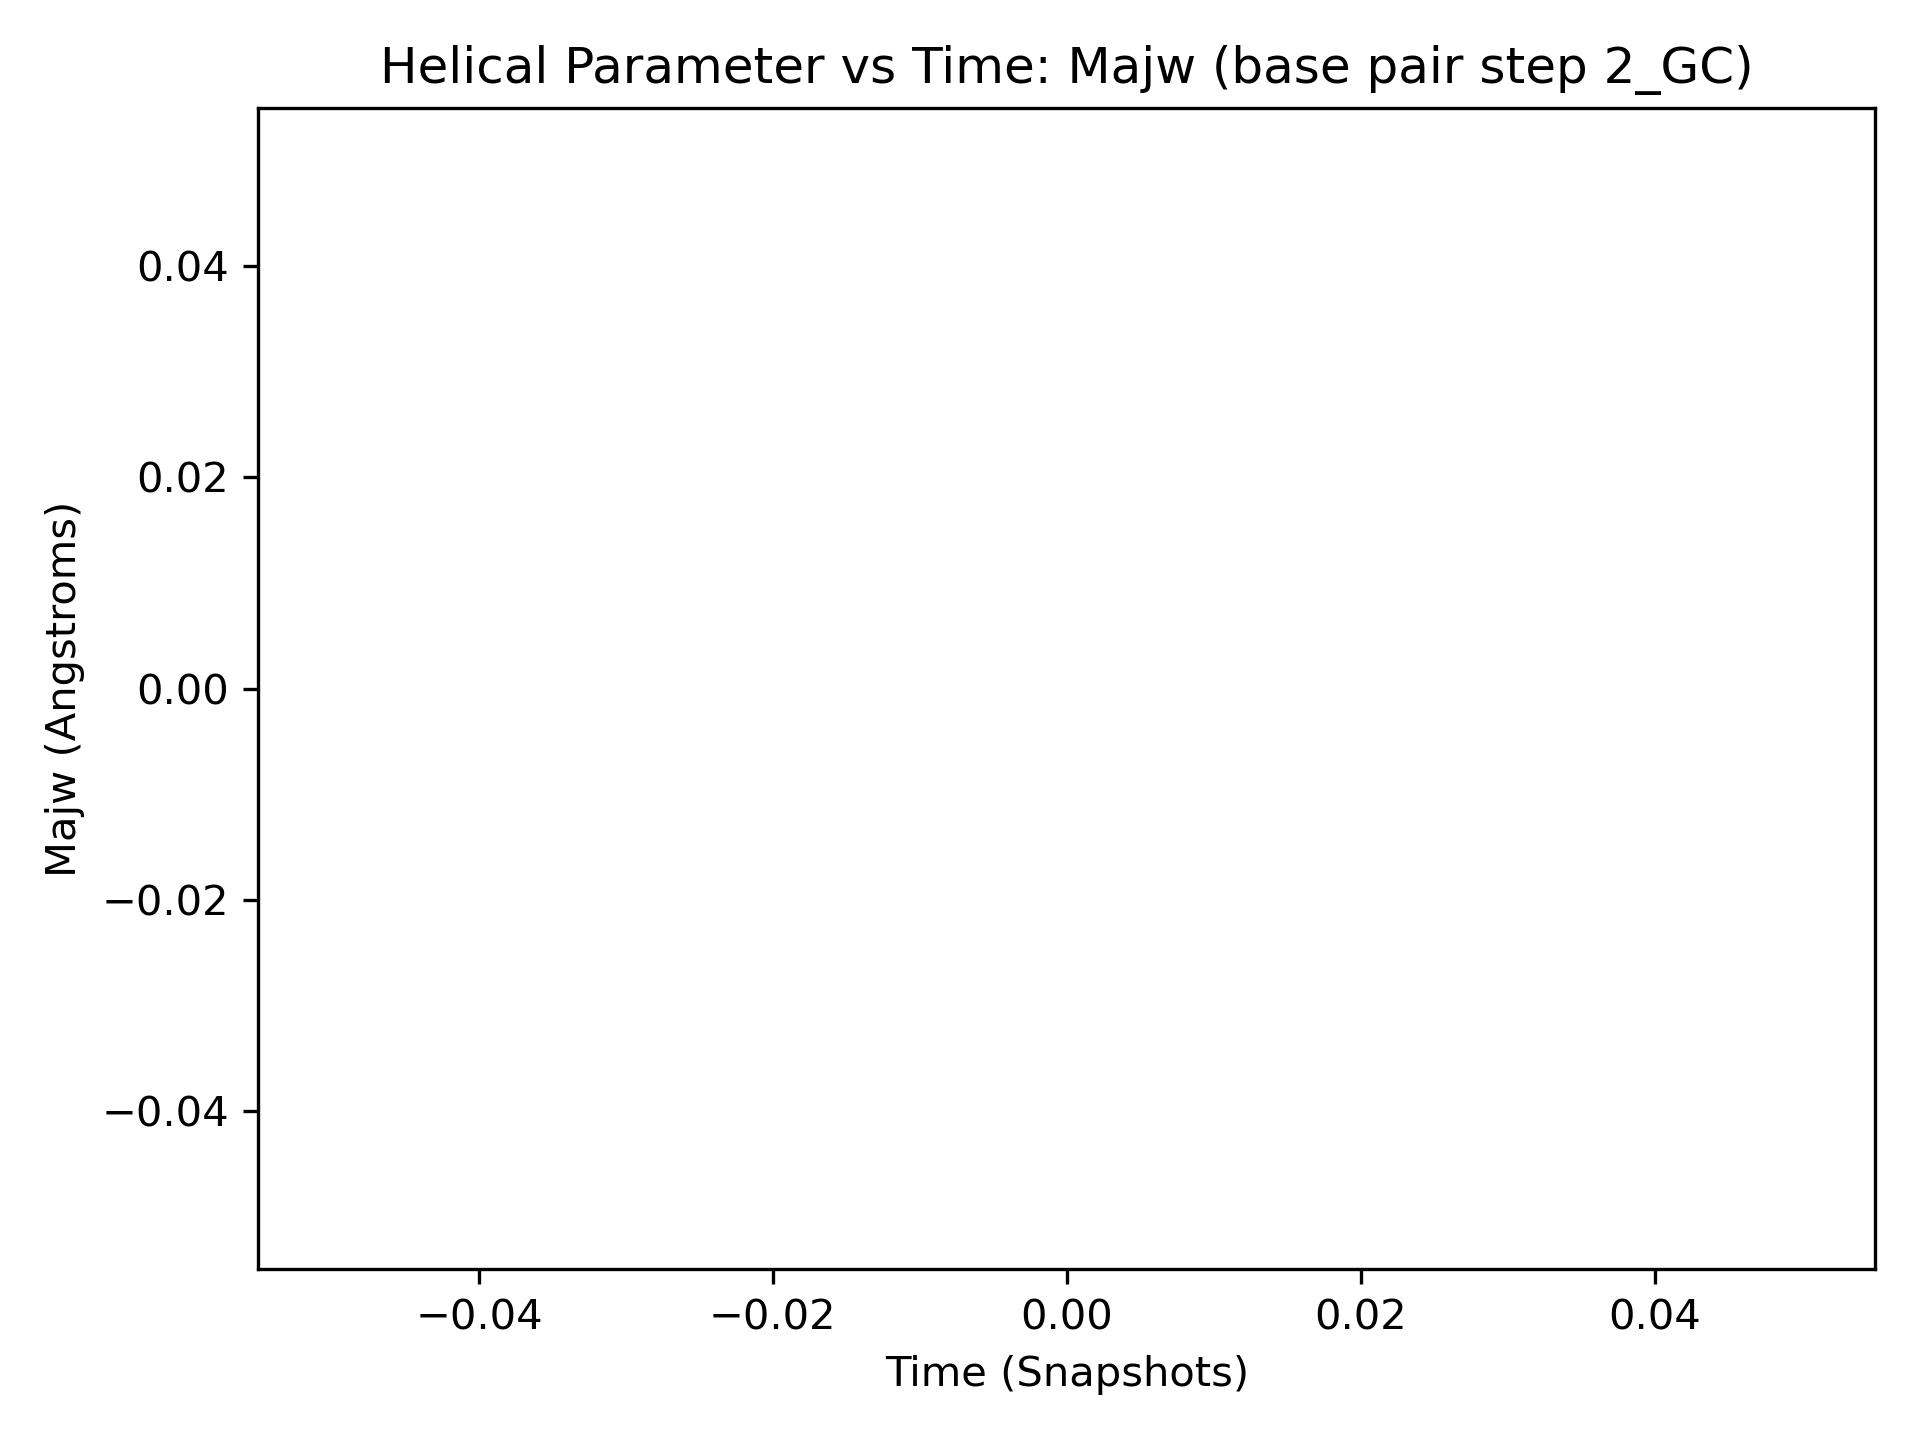 Helical Parameter vs Time: Majw (base pair step 2_GC)
0.04
0.02
0.00
−0.02
−0.04
Majw (Angstroms)
−0.04 −0.02 0.00 0.02 0.04
Time (Snapshots)